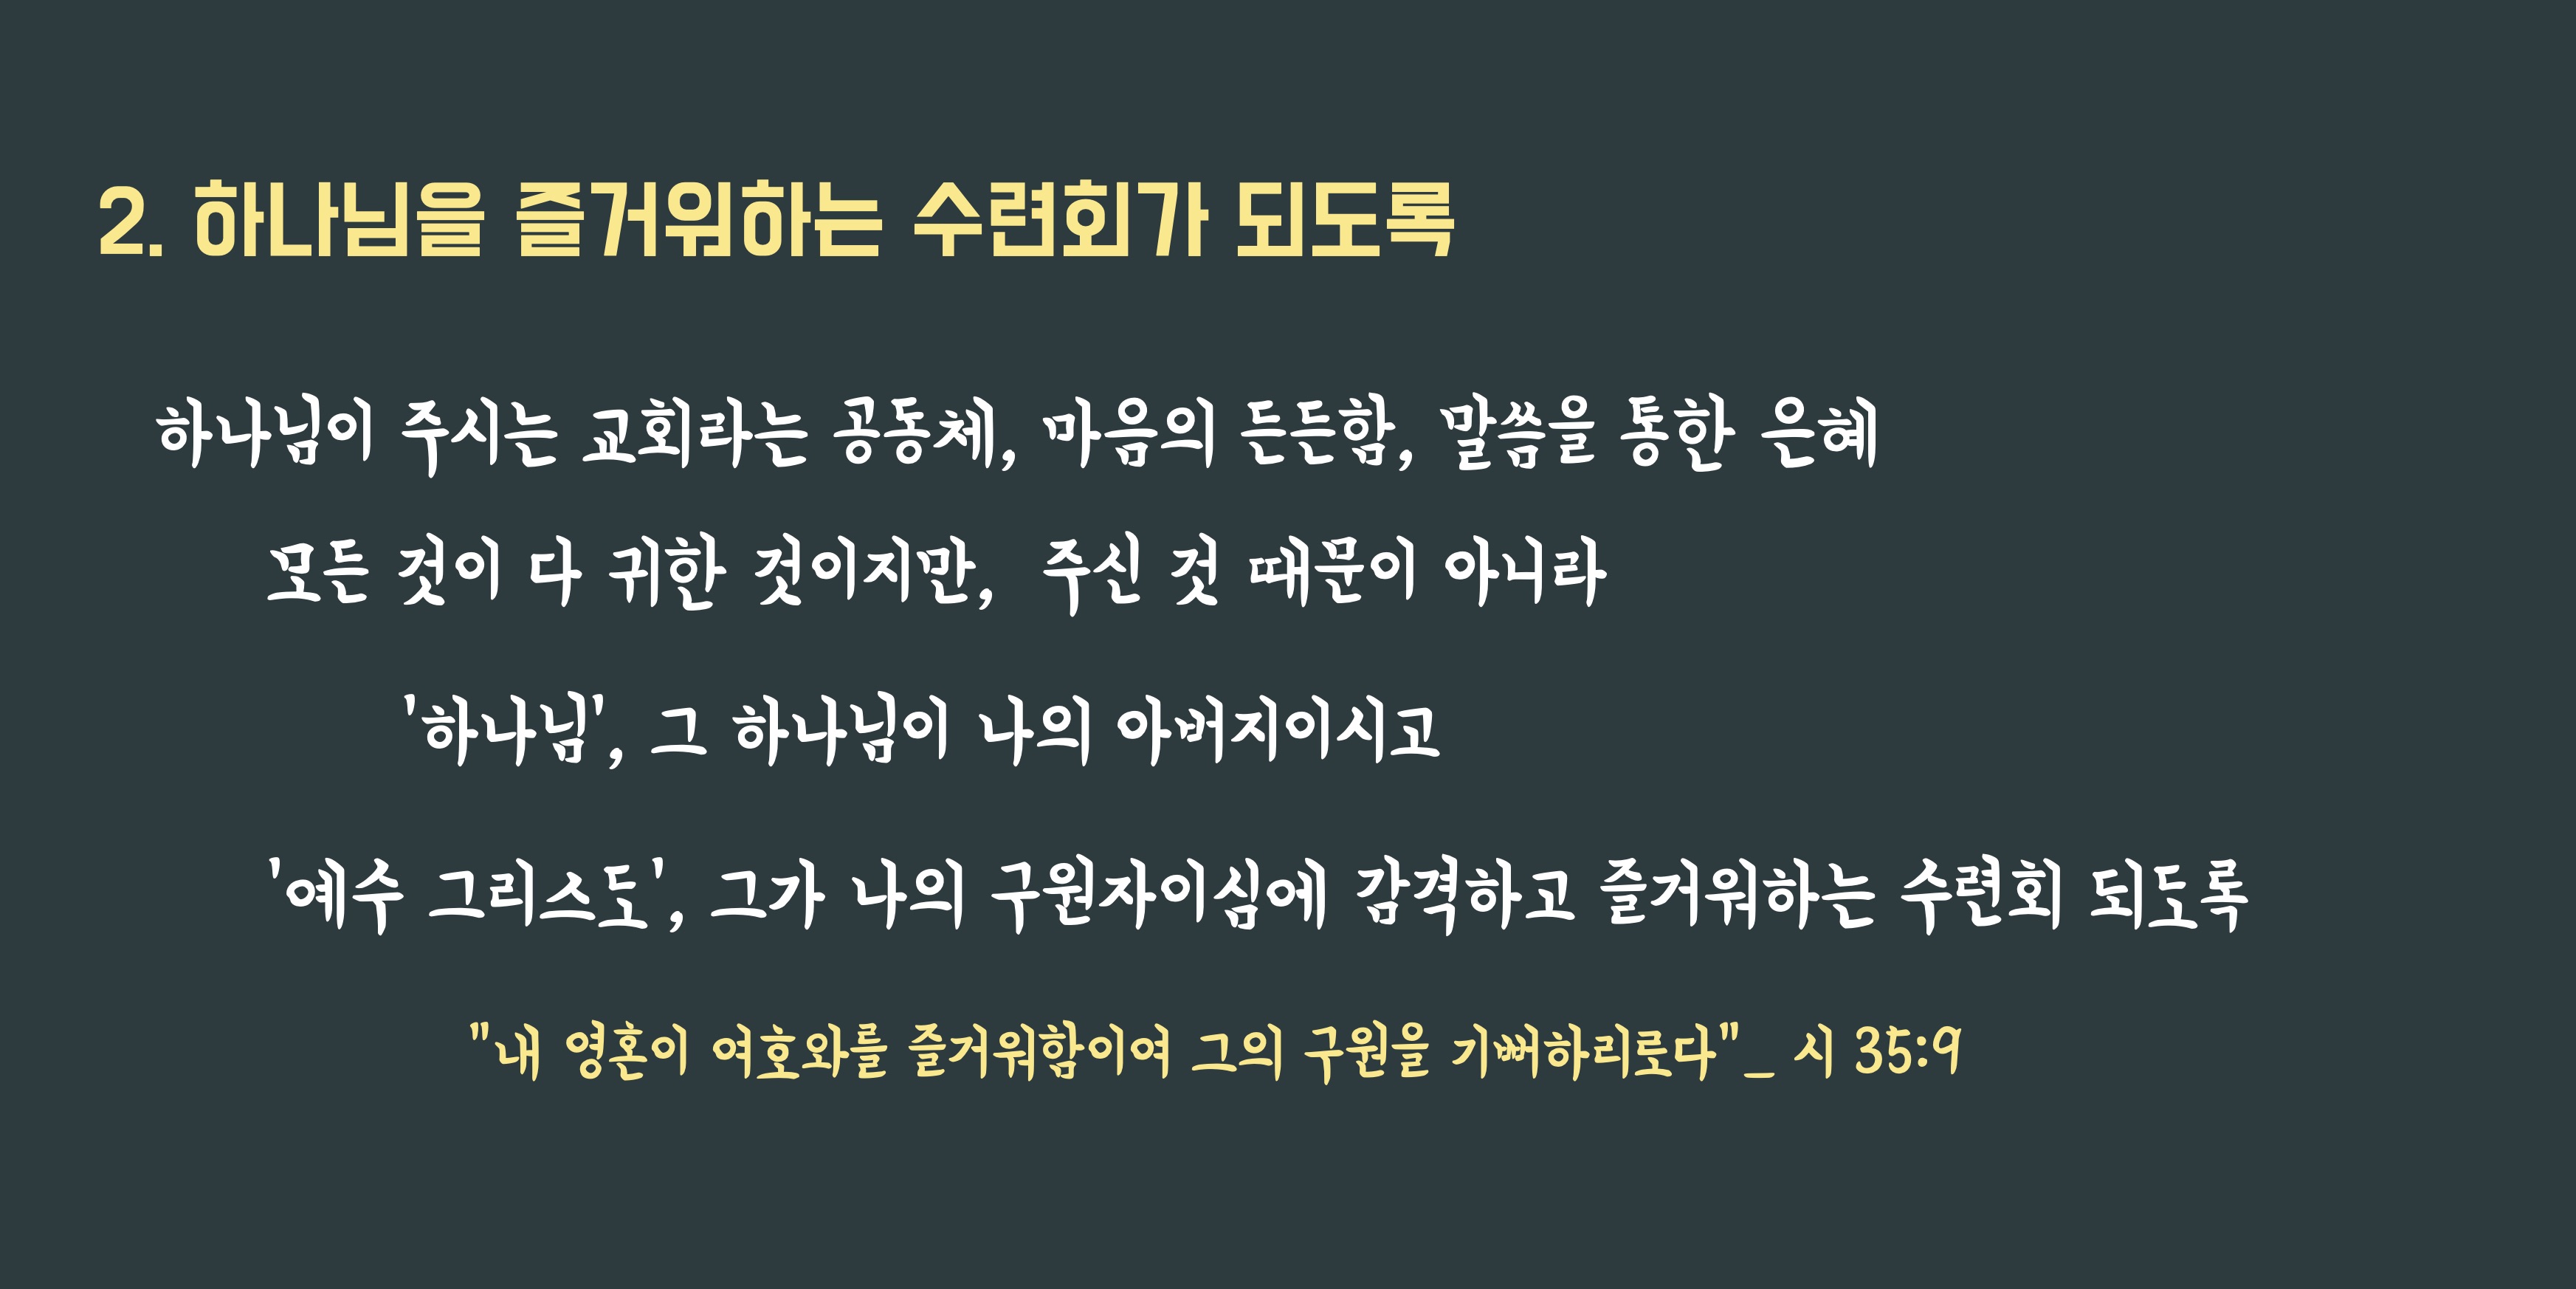 2. 하나님을 즐거워하는 수련회가 되도록
하나님이 주시는 교회라는 공동체, 마음의 든든함, 말씀을 통한 은혜
모든 것이 다 귀한 것이지만, 주신 것 때문이 아니라
'하나님', 그 하나님이 나의 아버지이시고
'예수 그리스도', 그가 나의 구원자이심에 감격하고 즐거워하는 수련회 되도록
"내 영혼이 여호와를 즐거워함이여 그의 구원을 기뻐하리로다"_ 시 35:9